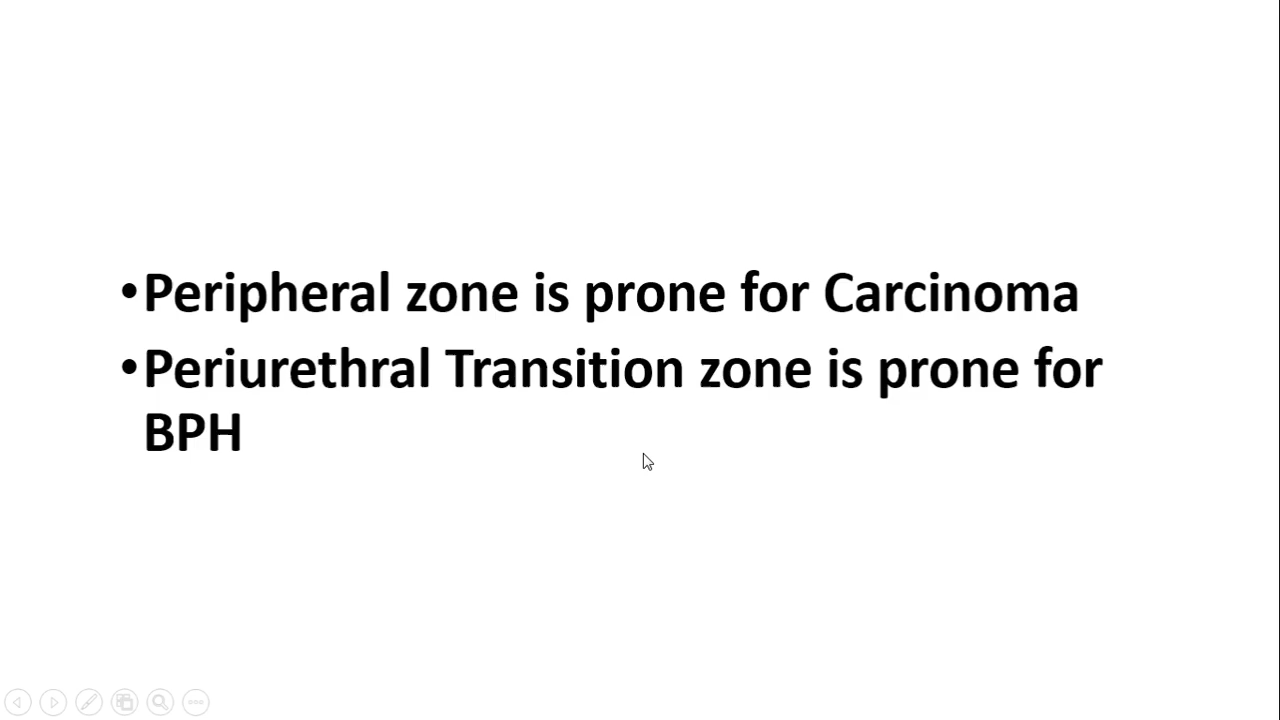 •Peripheral zone is prone for Carcinoma
•Periurethral Transition zone is prone for
BPH